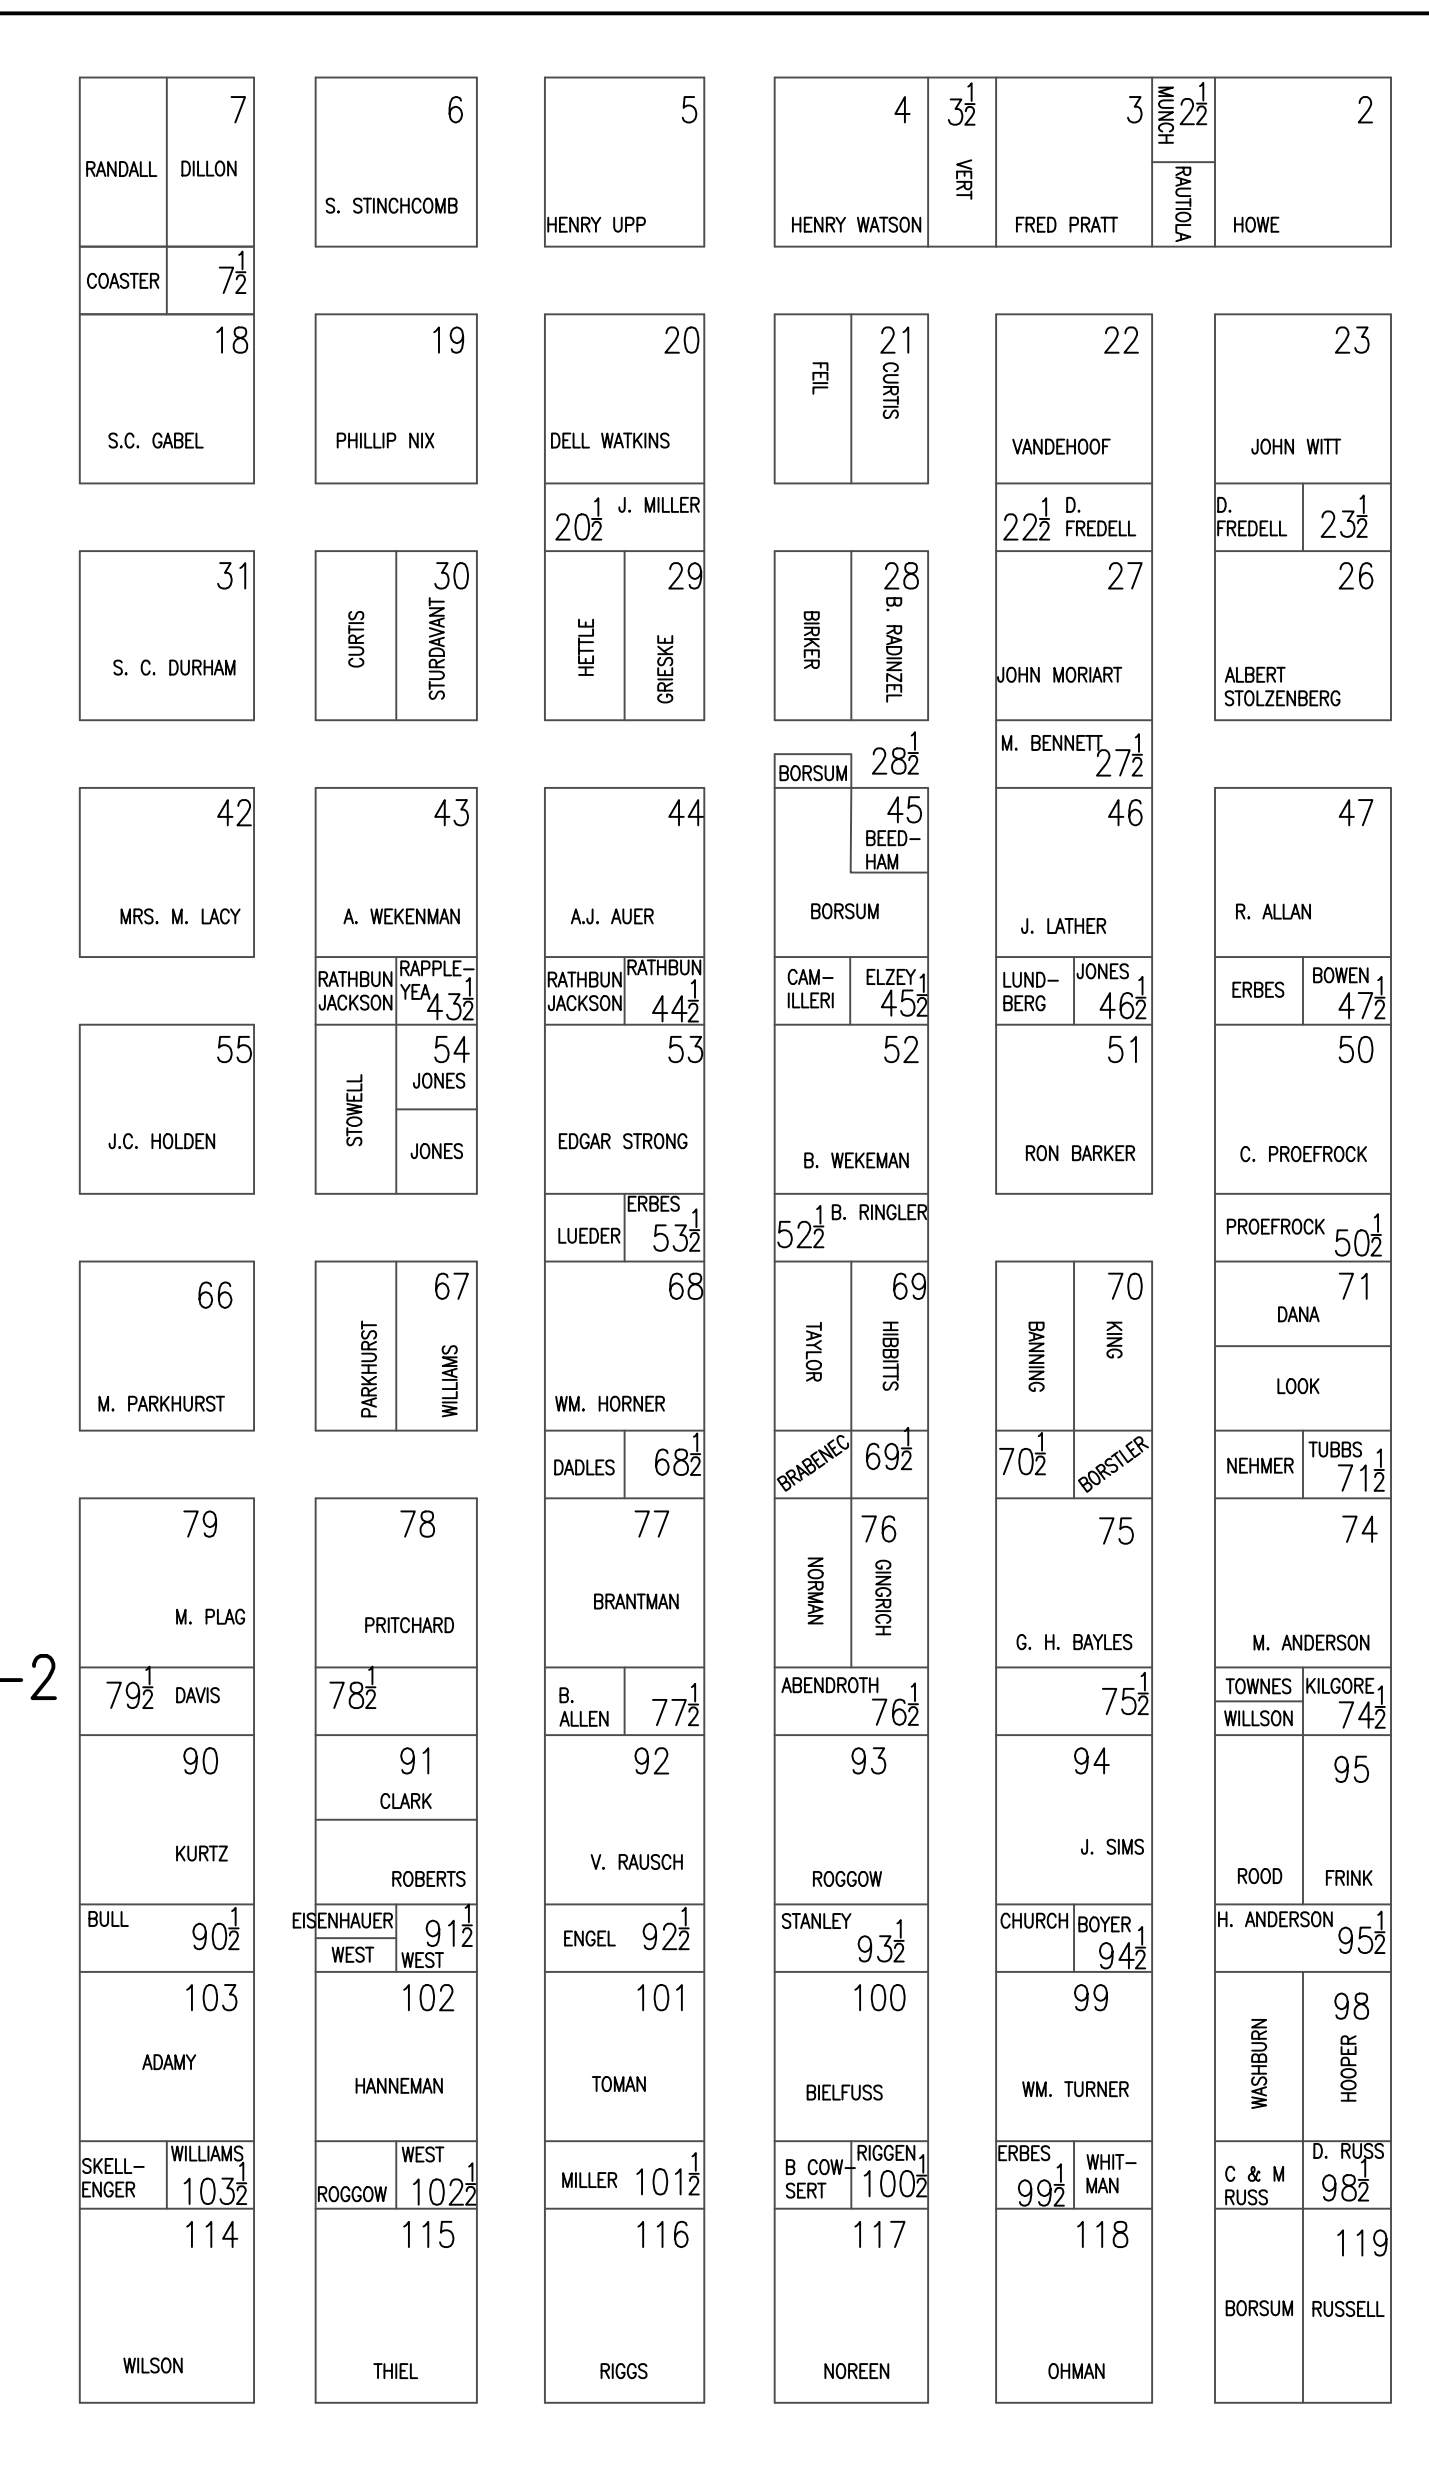 7
RANDALL DILLON
6
S. STINCHCOMB
5
HENRY UPP
4
HENRY WATSON
3½
VERT
3
FRED PRATT
MUNCH
2½
RAUTIOLA
2
HOWE
COASTER 7½
18
S.C. GABEL
19
PHILLIP NIX
20
DELL WATKINS
FEIL
21
CURTIS
22
VANDEHOOF
23
JOHN WITT
20½ J. MILLER
22½ D.
FREDELL
D.
FREDELL 23½
31
S. C. DURHAM
CURTIS
30
STURDAVANT
HETTLE
29
GRIESKE
BIRKER
28
B. RADINZEL
27
JOHN MORIART
26
ALBERT
STOLZENBERG
BORSUM 28½
M. BENNETT 27½
42
MRS. M. LACY
43
A. WEKENMAN
44
A.J. AUER
45
BEED-
HAM
BORSUM
46
J. LATHER
47
R. ALLAN
RATHBUN
JACKSON
RAPPLE-
YEA 43½
RATHBUN
JACKSON
RATHBUN
44½
CAM-
ILLERI
ELZEY
45½
LUND-
BERG
JONES
46½
ERBES
BOWEN
47½
55
J.C. HOLDEN
STOWELL
54
JONES
JONES
53
EDGAR STRONG
52
B. WEKEMAN
51
RON BARKER
50
C. PROEFROCK
LUEDER
ERBES
53½
52½ B. RINGLER
PROEFROCK 50½
66
M. PARKHURST
PARKHURST
67
WILLIAMS
68
WM. HORNER
TAYLOR
69
HIBBITTS
BANNING
70
KING
71
DANA
LOOK
DADLES 68½
BRABENEC 69½
70½ BORSTLER
NEHMER
TUBBS
71½
79
M. PLAG
78
PRITCHARD
77
BRANTMAN
NORMAN
76
GINGRICH
75
G. H. BAYLES
74
M. ANDERSON
-2
79½ DAVIS
78½
B.
ALLEN 77½
ABENDROTH
76½
75½
TOWNES
WILLSON
KILGORE
74½
90
KURTZ
91
CLARK
ROBERTS
92
V. RAUSCH
93
ROGGOW
94
J. SIMS
95
ROOD FRINK
BULL 90½
EISENHAUER
WEST
91½
WEST
ENGEL 92½
STANLEY
93½
CHURCH
BOYER
94½
H. ANDERSON
95½
103
ADAMY
102
HANNEMAN
101
TOMAN
100
BIELFUSS
99
WM. TURNER
WASHBURN
98
HOOPER
SKELL-
ENGER
WILLIAMS
103½
ROGGOW
WEST
102½
MILLER 101½
B COW-
SERT
RIGGEN
100½
ERBES
99½
WHIT-
MAN
C & M
RUSS
D. RUSS
98½
114
WILSON
115
THIEL
116
RIGGS
117
NOREEN
118
OHMAN
119
BORSUM RUSSELL